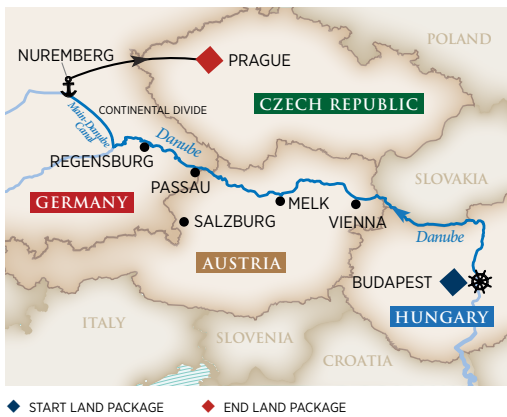 POLAND
NUREMBERG
PRAGUE
CONTINENTAL DIVIDE
CZECH REPUBLIC
Main-Danube
Canal
Danube
REGENSBURG
PASSAU
SLOVAKIA
GERMANY
MELK
SALZBURG
VIENNA
Danube
AUSTRIA
BUDAPEST
HUNGARY
ITALY
SLOVENIA
CROATIA
START LAND PACKAGE
END LAND PACKAGE